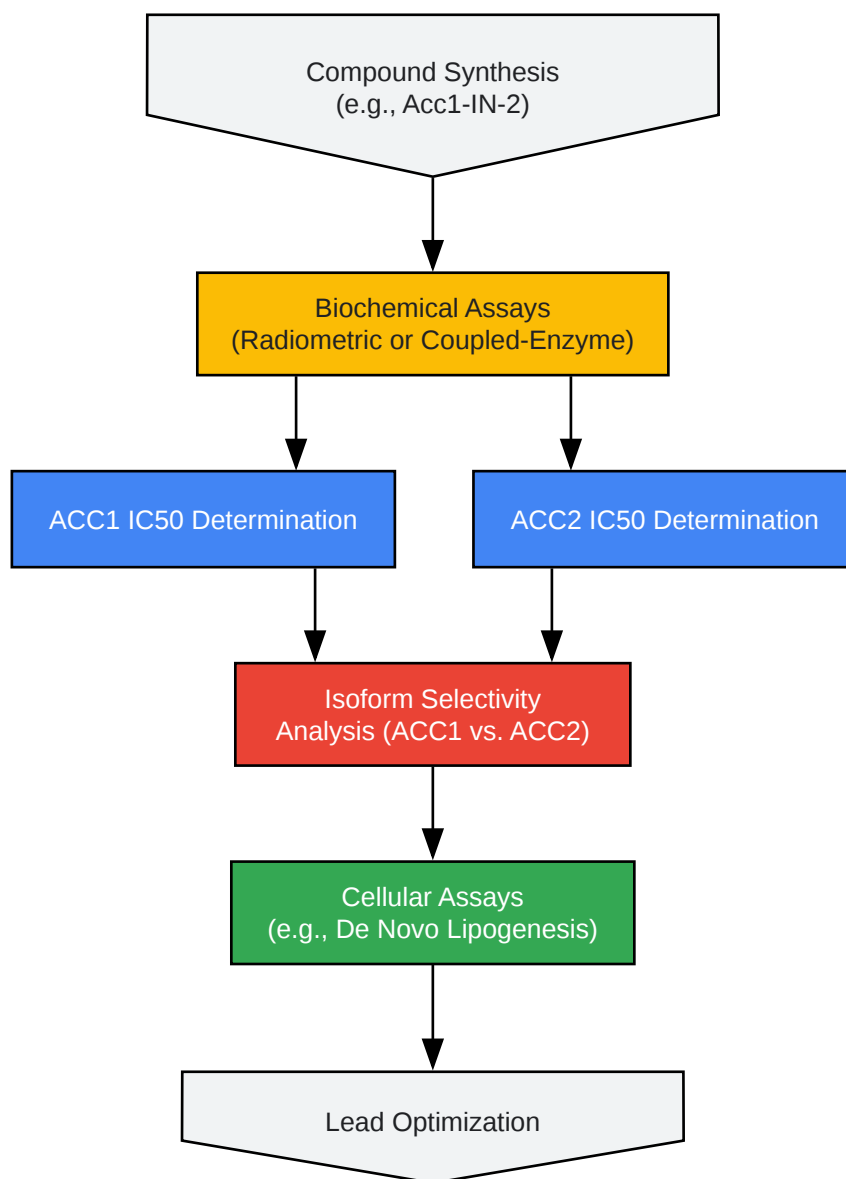 Compound Synthesis
(e.g., Acc1-IN-2)
Biochemical Assays
(Radiometric or Coupled-Enzyme)
ACC1 IC50 Determination
ACC2 IC50 Determination
Isoform Selectivity
Analysis (ACC1 vs. ACC2)
Cellular Assays
(e.g., De Novo Lipogenesis)
Lead Optimization